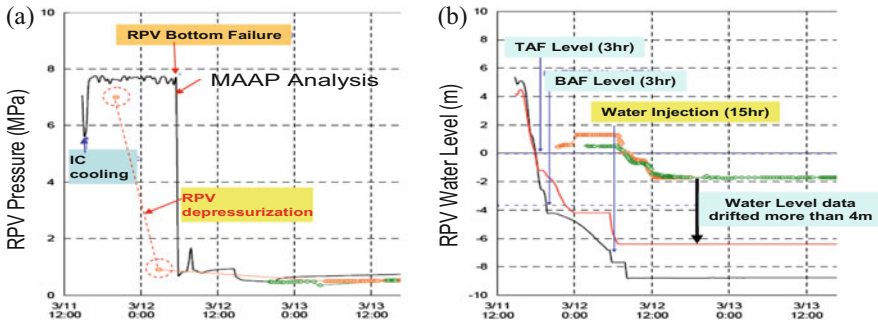 (a)
RPV Pressure (MPa)
10
8
6
4
2
0
RPV Bottom Failure
MAAP Analysis
IC
cooling
RPV
depressurization
3/11
12:00
3/12
0:00
3/12
12:00
3/13
0:00
3/13
12:00
(b)
RPV Water Level (m)
10
8
6
4
2
0
-2
-4
-6
-8
-10
TAF Level (3hr)
BAF Level (3hr)
Water Injection (15hr)
Water Level data
drifted more than 4m
3/11
12:00
3/12
0:00
3/12
12:00
3/13
0:00
3/13
12:00